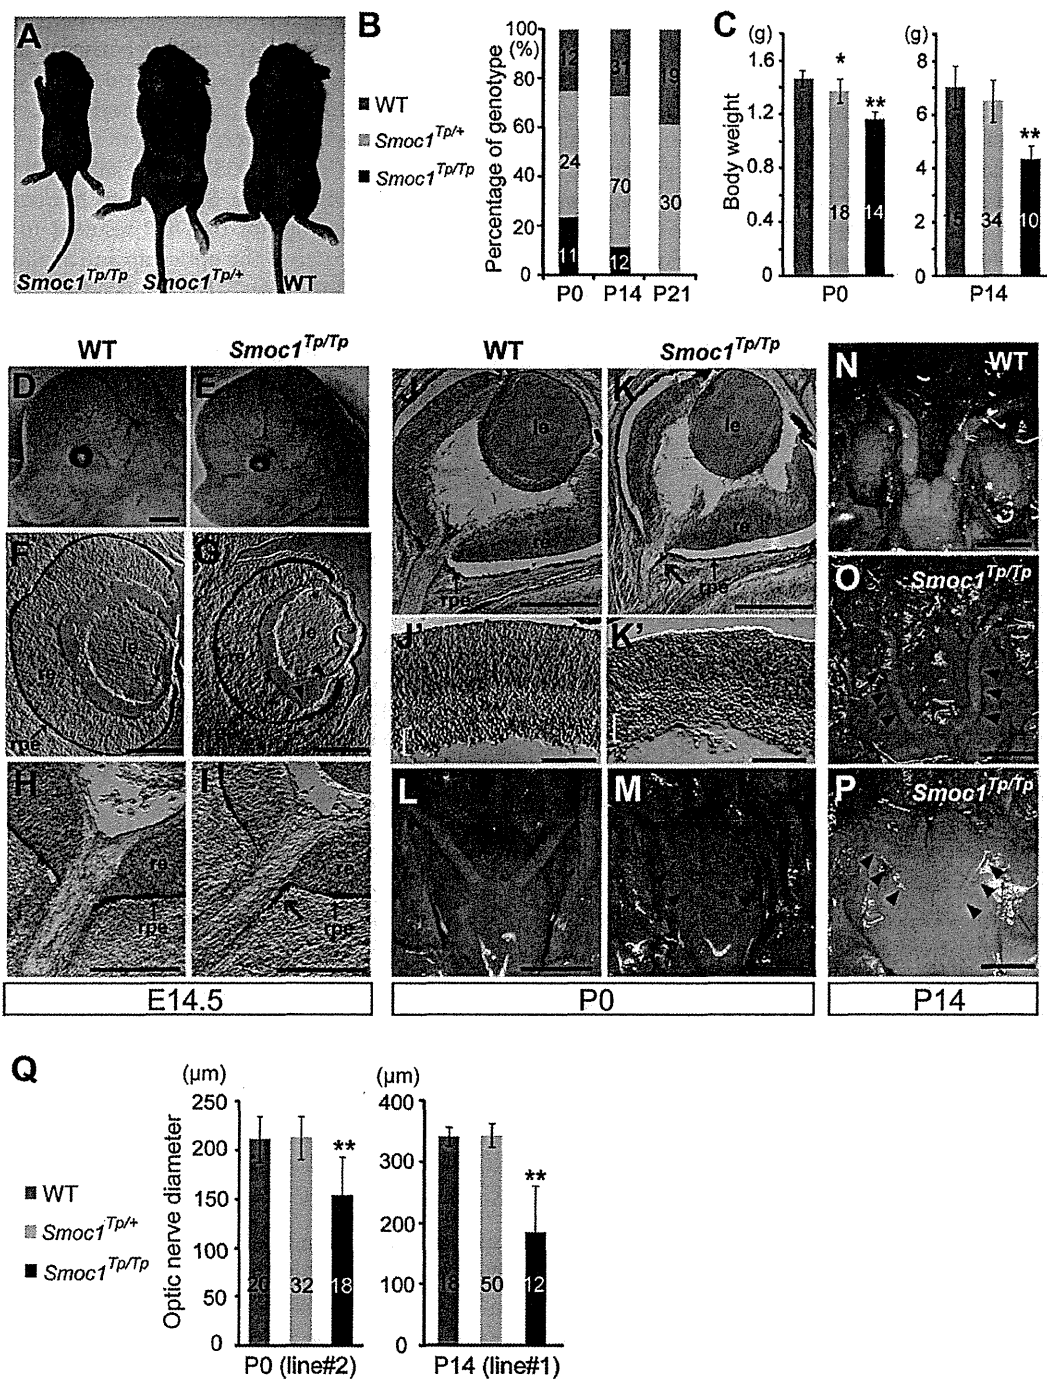 A
Smoc1Tp/Tp
Smoc1Tp/+
WT
B
WT
Smoc1Tp/+
Smoc1Tp/Tp
Percentage of genotype
(%)
100
80
60
40
20
0
12
24
11
31
70
12
19
30
P0
P14
P21
C
(g)
Body weight
1.6
1.2
1.8
0.4
0
*
**
11
18
14
P0
(g)
8
6
4
2
0
**
15
34
10
P14
WT
Smoc1Tp/Tp
D
E
F
re
le
rpe
G
re
le
H
re
rpe
I
re
rpe
E14.5
WT
Smoc1Tp/Tp
J
le
re
rpe
K
le
re
rpe
J'
K'
L
M
P0
N
WT
O
Smoc1Tp/Tp
P
Smoc1Tp/Tp
P14
Q
WT
Smoc1Tp/+
Smoc1Tp/Tp
Optic nerve diameter
(µm)
250
200
150
100
50
0
**
20
32
18
P0 (line#2)
(µm)
400
300
200
100
0
**
18
50
12
P14 (line#1)